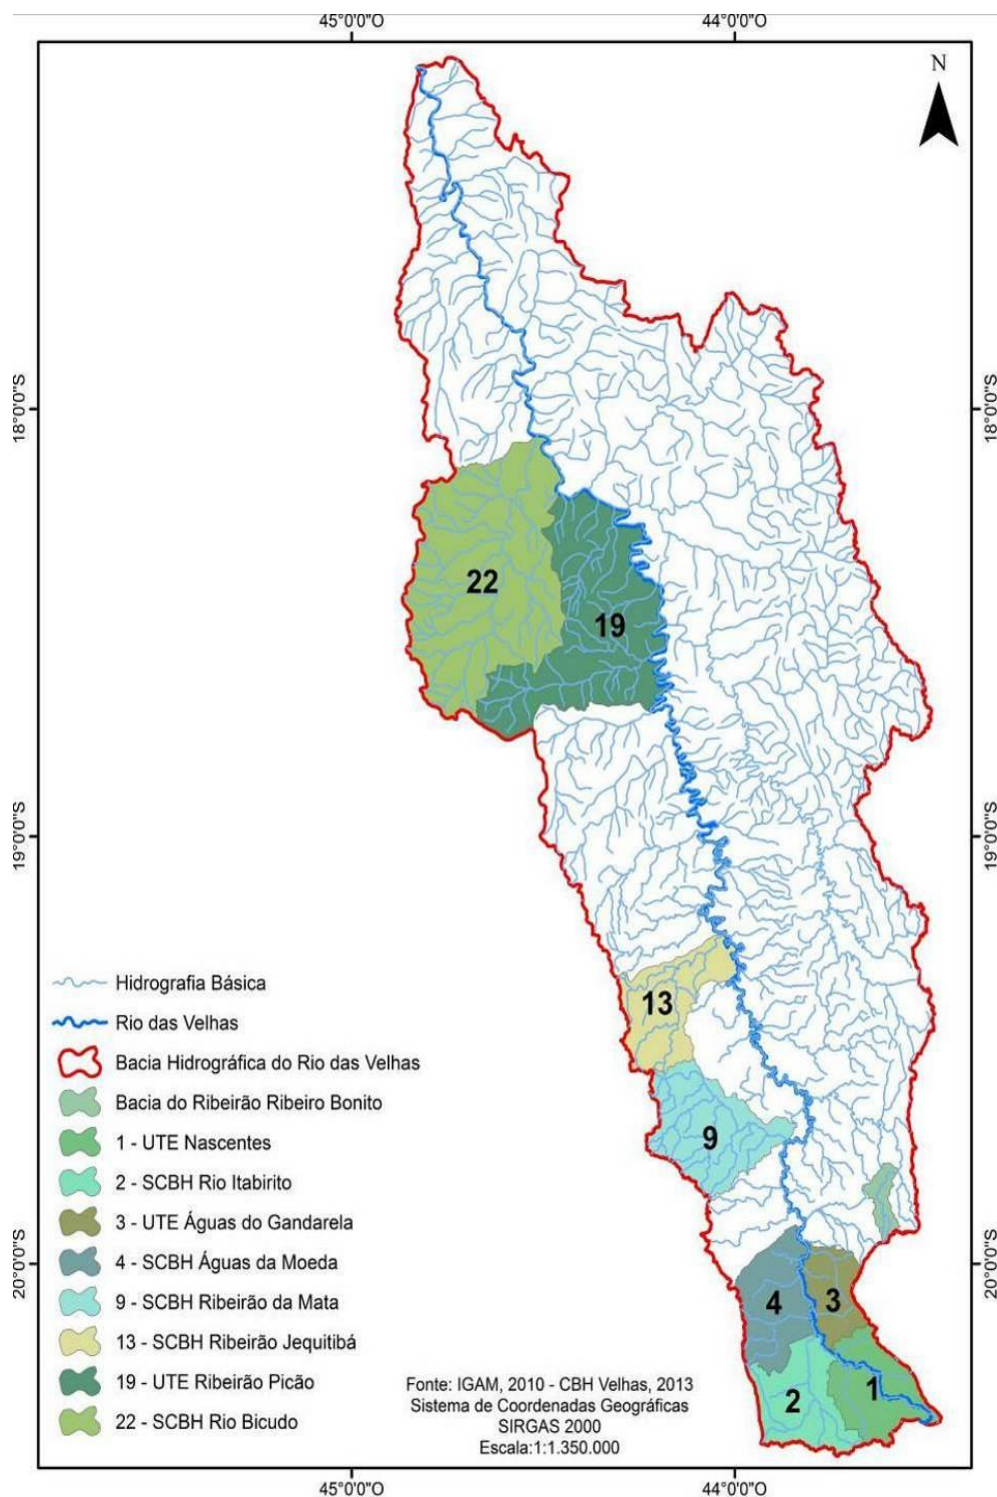 45°0'0"O
44°0'0"O
N
18°0'0"S
18°0'0"S
22
19
19°0'0"S
19°0'0"S
13
9
20°0'0"S
20°0'0"S
4
3
2
1
Hidrografia Básica
Rio das Velhas
Bacia Hidrográfica do Rio das Velhas
Bacia do Ribeirão Ribeiro Bonito
1 - UTE Nascentes
2 - SCBH Rio Itabirito
3 - UTE Águas do Gandarela
4 - SCBH Águas da Moeda
9 - SCBH Ribeirão da Mata
13 - SCBH Ribeirão Jequitibá
19 - UTE Ribeirão Picão
22 - SCBH Rio Bicudo
Fonte: IGAM, 2010 - CBH Velhas, 2013
Sistema de Coordenadas Geográficas
SIRGAS 2000
Escala:1:1.350.000
45°0'0"O
44°0'0"O